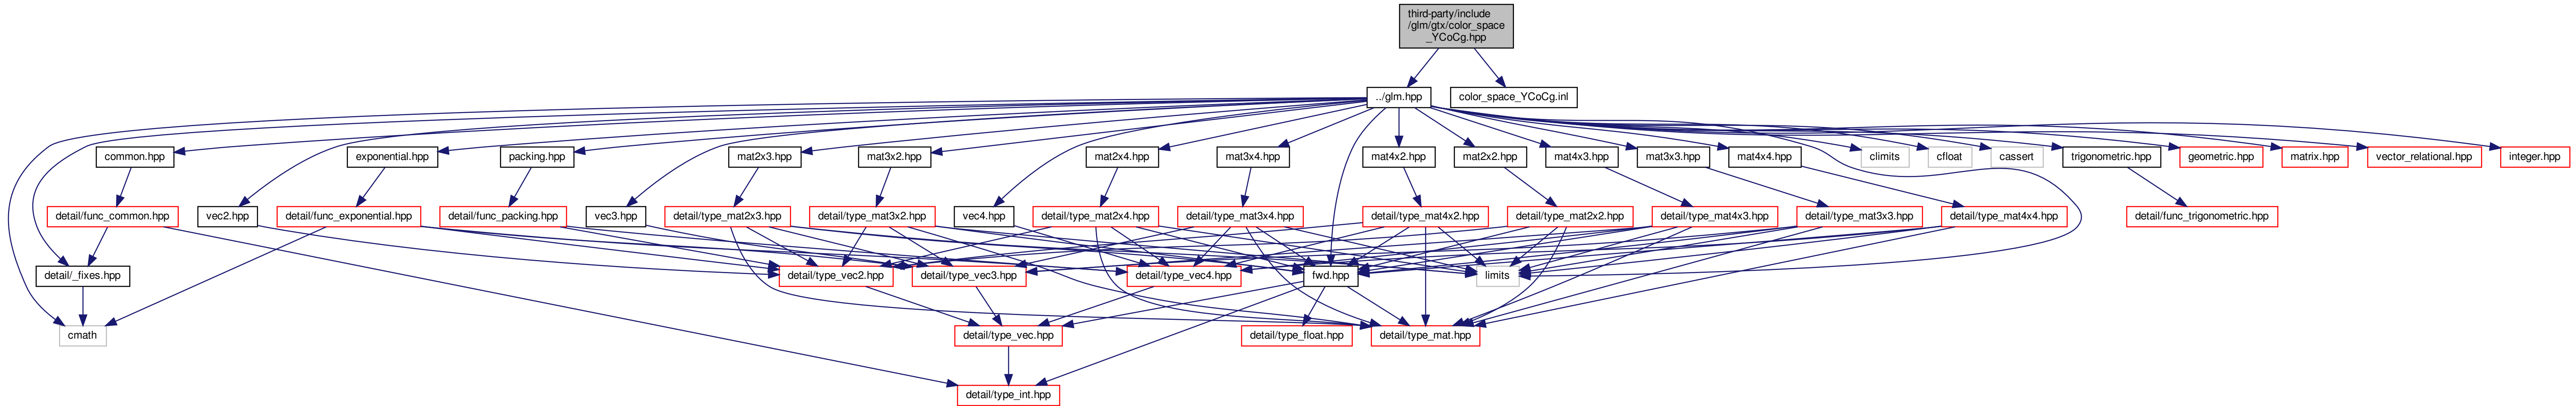 third-party/include
/glm/gtx/color_space
_YCoCg.hpp
../glm.hpp
color_space_YCoCg.inl
common.hpp
exponential.hpp
packing.hpp
mat2x3.hpp
mat3x2.hpp
mat2x4.hpp
mat3x4.hpp
mat4x2.hpp
mat2x2.hpp
mat4x3.hpp
mat3x3.hpp
mat4x4.hpp
climits
cfloat
cassert
trigonometric.hpp
geometric.hpp
matrix.hpp
vector_relational.hpp
integer.hpp
detail/func_common.hpp
vec2.hpp
detail/func_exponential.hpp
detail/func_packing.hpp
vec3.hpp
detail/type_mat2x3.hpp
detail/type_mat3x2.hpp
vec4.hpp
detail/type_mat2x4.hpp
detail/type_mat3x4.hpp
detail/type_mat4x2.hpp
detail/type_mat2x2.hpp
detail/type_mat4x3.hpp
detail/type_mat3x3.hpp
detail/type_mat4x4.hpp
detail/func_trigonometric.hpp
detail/_fixes.hpp
detail/type_vec2.hpp
detail/type_vec3.hpp
detail/type_vec4.hpp
fwd.hpp
limits
cmath
detail/type_vec.hpp
detail/type_float.hpp
detail/type_mat.hpp
detail/type_int.hpp